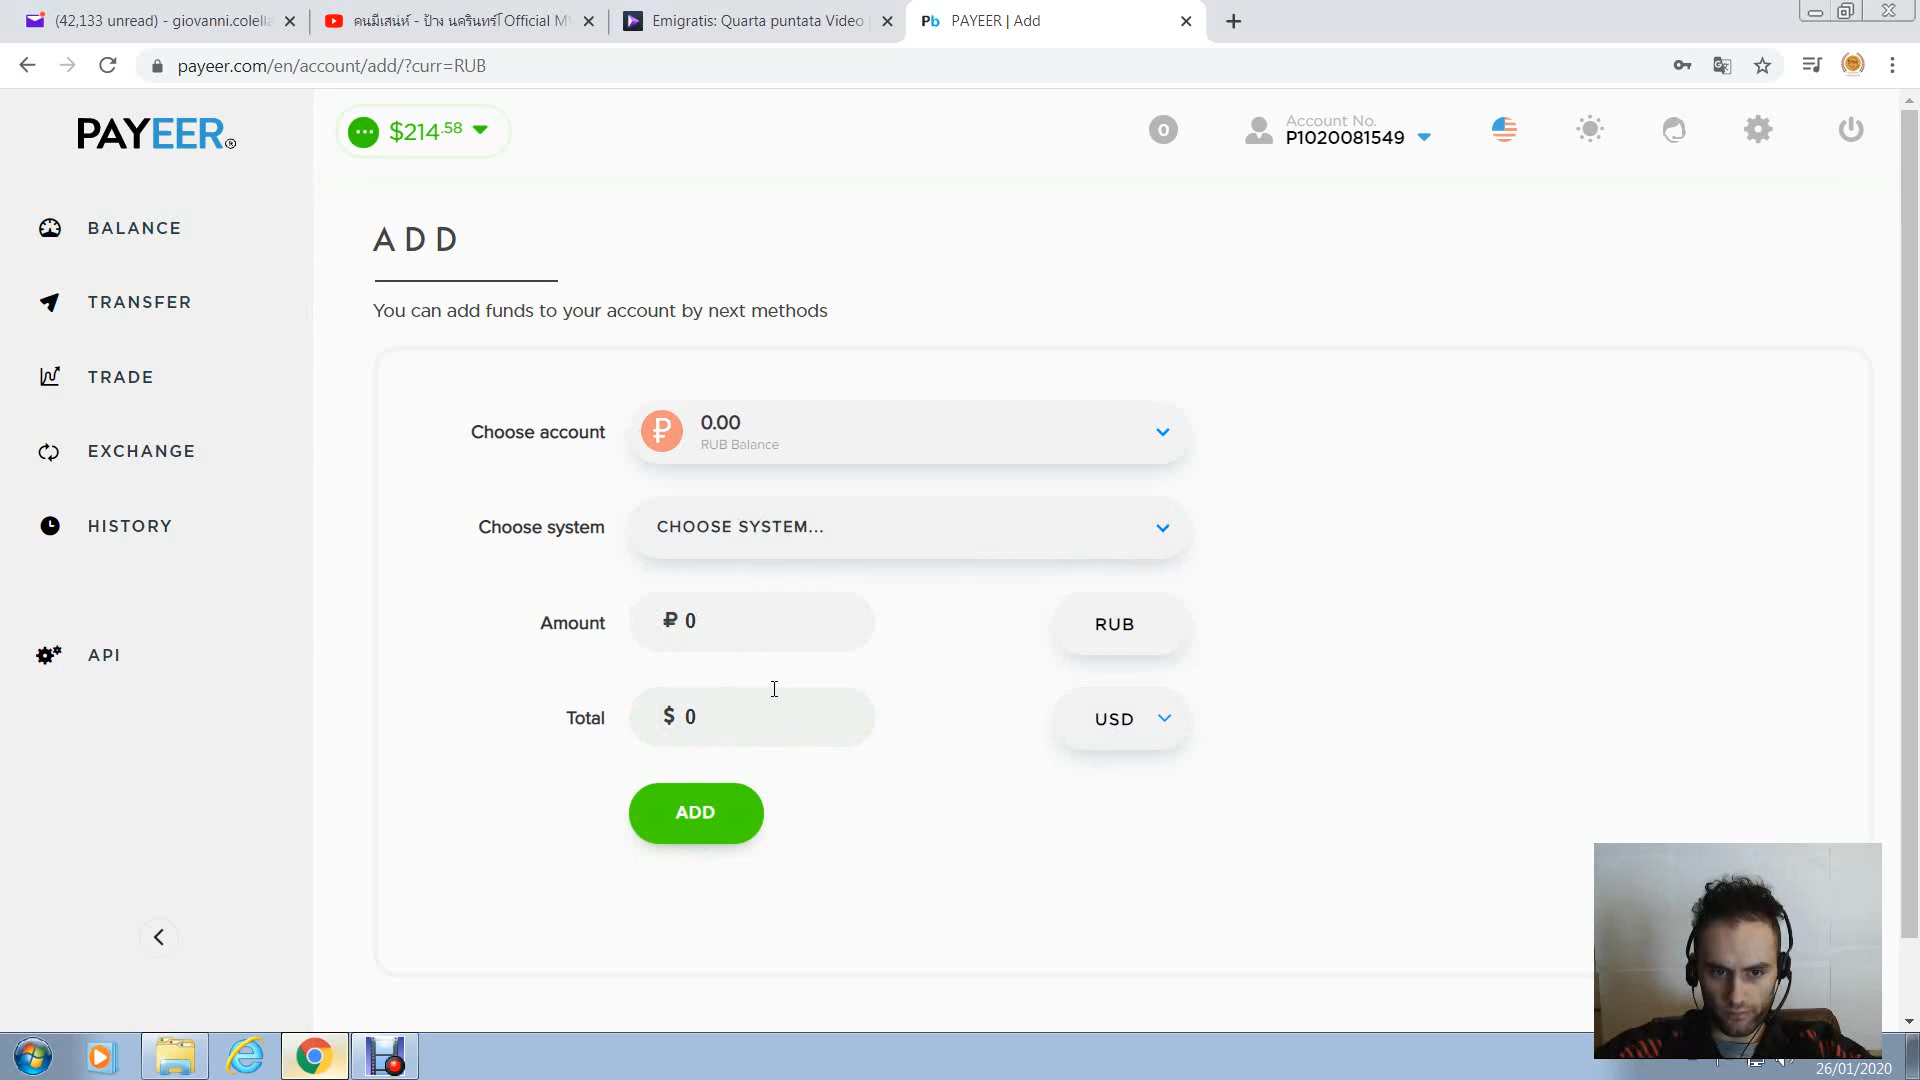 (42,133 unread) - giovanni.colella
คนมีเสน่ห์ - ป้าง นครินทร์ [Official M
Emigratis: Quarta puntata Video |
Pb PAYEER | Add
payeer.com/en/account/add/?curr=RUB
PAYEER®
$214.58
0
Account No.
P1020081549
BALANCE
TRANSFER
TRADE
EXCHANGE
HISTORY
API
ADD
You can add funds to your account by next methods
Choose account
₽
0.00
RUB Balance
Choose system
CHOOSE SYSTEM...
Amount
₽ 0
RUB
Total
$ 0
USD
ADD
26/01/2020